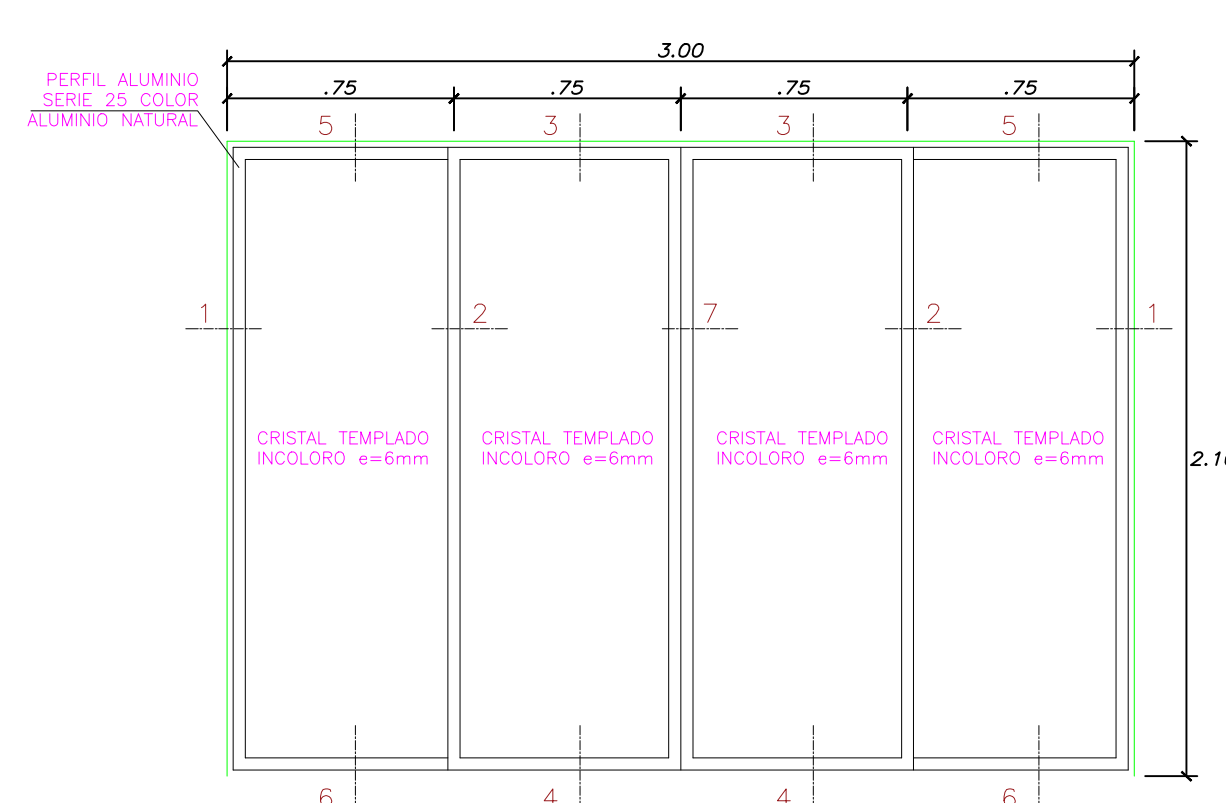 3.00
.75 .75 .75 .75
PERFIL ALUMINIO
SERIE 25 COLOR
ALUMINIO NATURAL
5 3 3 5
1 2 7 2 1
CRISTAL TEMPLADO
INCOLORO e=6mm
CRISTAL TEMPLADO
INCOLORO e=6mm
CRISTAL TEMPLADO
INCOLORO e=6mm
CRISTAL TEMPLADO
INCOLORO e=6mm
6 4 4 6